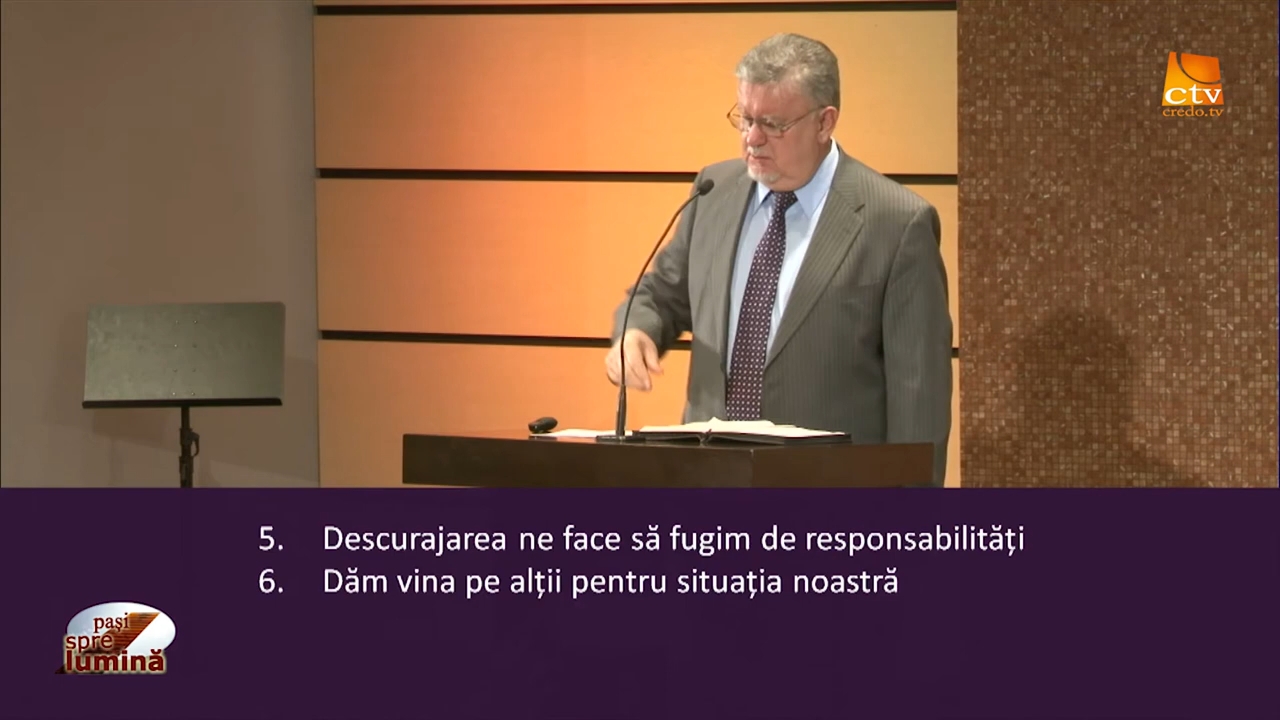 ctv
credo.tv
5. Descurajarea ne face să fugim de responsabilități
6. Dăm vina pe alții pentru situația noastră
pași
spre
lumină